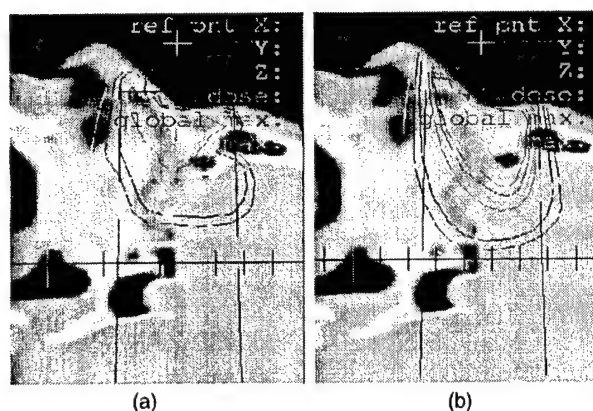 ref pnt X:
Y:
Z:
dose:
global max.
ref pnt X:
Y:
Z:
dose:
global max.
(a)
(b)